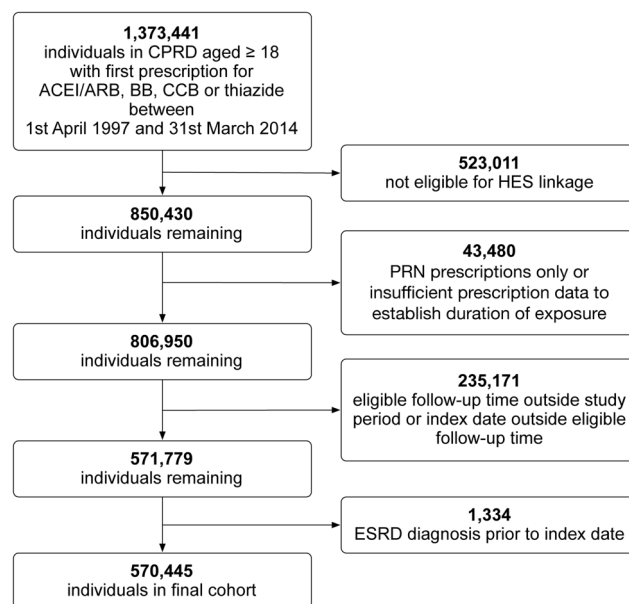 1,373,441
individuals in CPRD aged ≥ 18
with first prescription for
ACEI/ARB, BB, CCB or thiazide
between
1st April 1997 and 31st March 2014
523,011
not eligible for HES linkage
850,430
individuals remaining
43,480
PRN prescriptions only or
insufficient prescription data to
establish duration of exposure
806,950
individuals remaining
235,171
eligible follow-up time outside study
period or index date outside eligible
follow-up time
571,779
individuals remaining
1,334
ESRD diagnosis prior to index date
570,445
individuals in final cohort